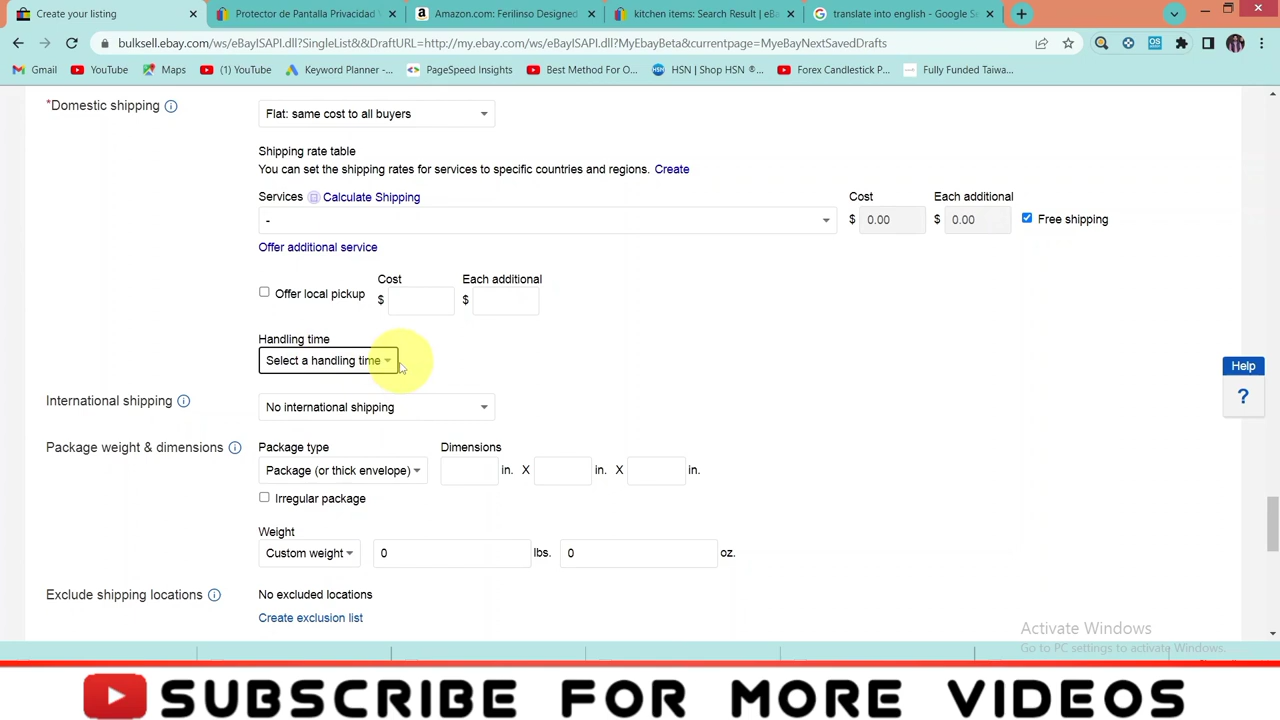 Create your listing
Protector de Pantalla Privacidad
Amazon.com: Ferilinso Designed
kitchen items: Search Result | eBa
translate into english - Google Se
bulksell.ebay.com/ws/eBayISAPI.dll?SingleList&&DraftURL=http://my.ebay.com/ws/eBayISAPI.dll?MyEbayBeta&currentpage=MyeBayNextSavedDrafts
Gmail
YouTube
Maps
(1) YouTube
Keyword Planner -...
PageSpeed Insights
Best Method For O...
HSN | Shop HSN ®...
Forex Candlestick P...
Fully Funded Taiwa...
*Domestic shipping
Flat: same cost to all buyers
Shipping rate table
You can set the shipping rates for services to specific countries and regions. Create
Services Calculate Shipping Cost Each additional
- $ 0.00 $ 0.00 Free shipping
Offer additional service
Cost Each additional
Offer local pickup $ $
Handling time
Select a handling time
International shipping No international shipping
Package weight & dimensions Package type Dimensions
Package (or thick envelope) in. X in. X in.
Irregular package
Weight
Custom weight 0 lbs. 0 oz.
Exclude shipping locations No excluded locations
Create exclusion list
Help
?
Activate Windows
Go to PC settings to activate Windows.
SUBSCRIBE FOR MORE VIDEOS